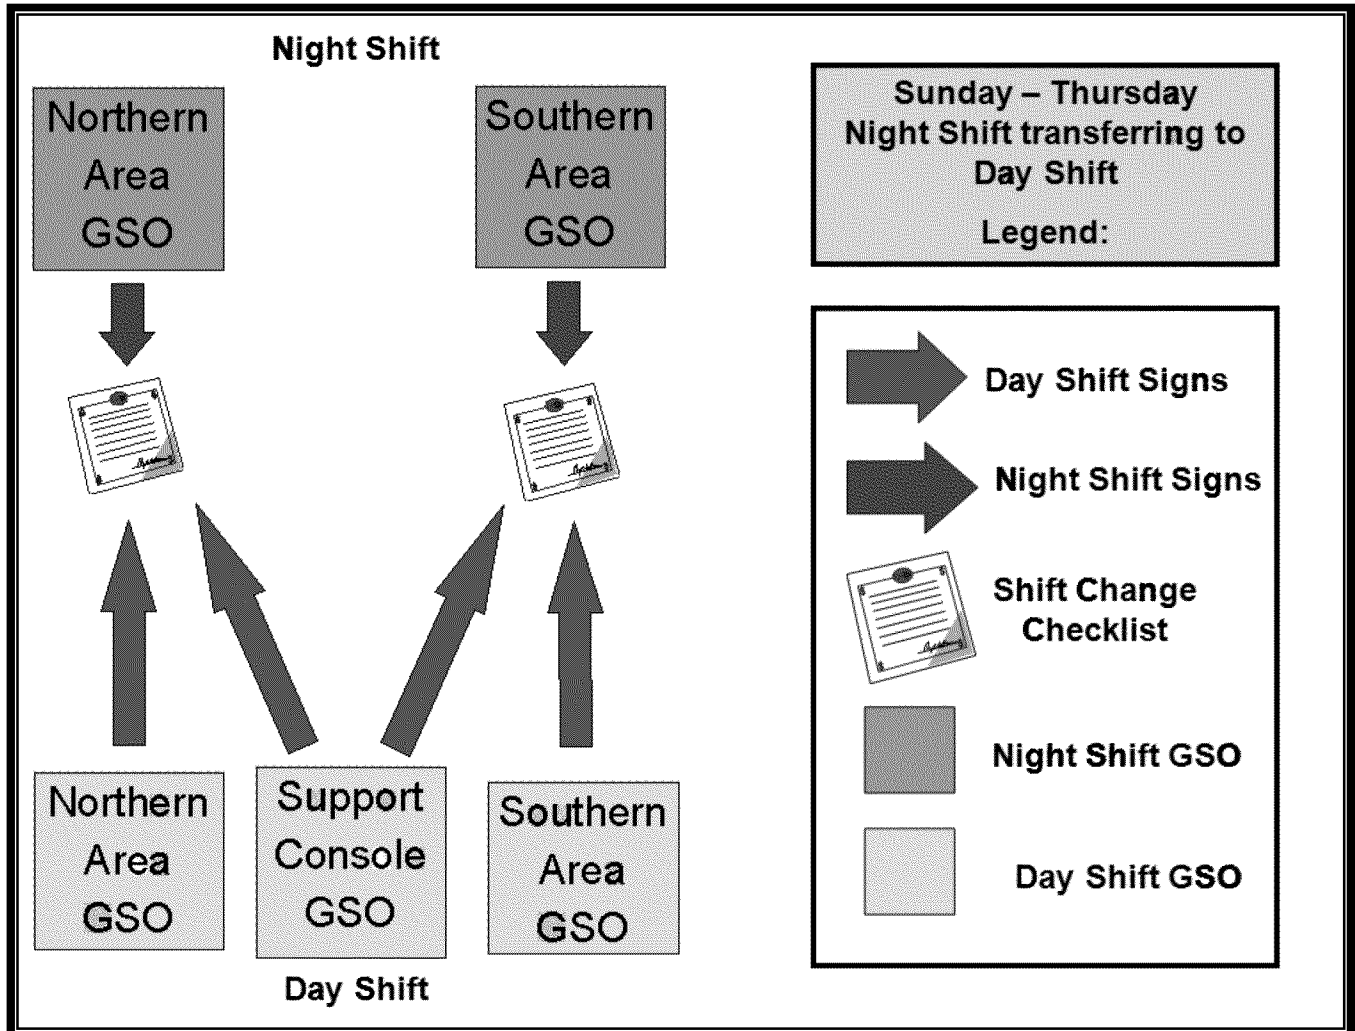 Night Shift
Northern
Area
GSO
Southern
Area
GSO
Northern
Area
GSO
Support
Console
GSO
Southern
Area
GSO
Day Shift
Sunday – Thursday
Night Shift transferring to
Day Shift
Legend:
Day Shift Signs
Night Shift Signs
Shift Change
Checklist
Night Shift GSO
Day Shift GSO